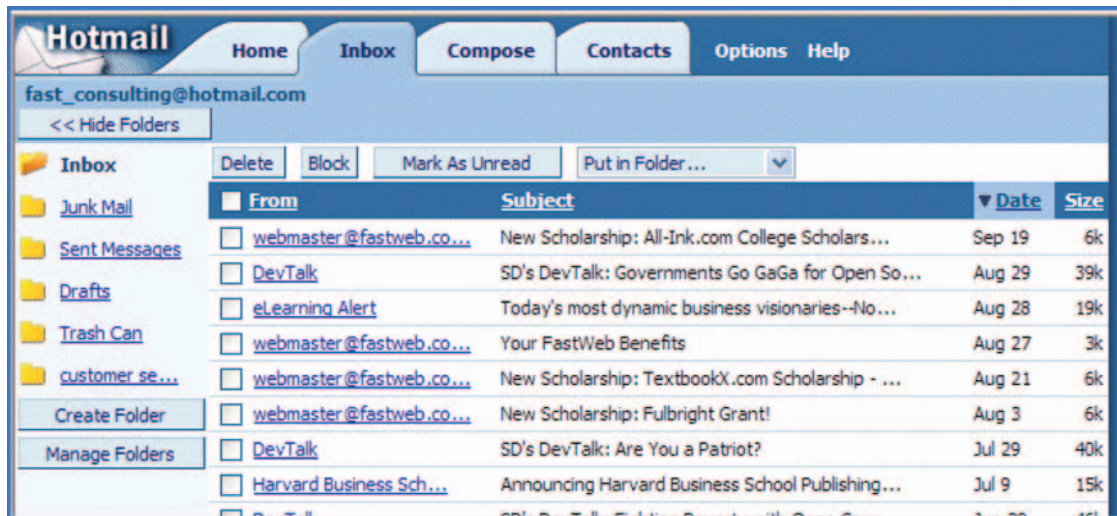 Hotmail
Home Inbox Compose Contacts Options Help
fast_consulting@hotmail.com
<< Hide Folders
Inbox
Junk Mail
Sent Messages
Drafts
Trash Can
customer se...
Create Folder
Manage Folders
Delete Block Mark As Unread Put in Folder...
From Subject Date Size
webmaster@fastweb.co... New Scholarship: All-Ink.com College Scholars... Sep 19 6k
DevTalk SD's DevTalk: Governments Go GaGa for Open So... Aug 29 39k
eLearning Alert Today's most dynamic business visionaries--No... Aug 28 19k
webmaster@fastweb.co... Your FastWeb Benefits Aug 27 3k
webmaster@fastweb.co... New Scholarship: TextbookX.com Scholarship - ... Aug 21 6k
webmaster@fastweb.co... New Scholarship: Fulbright Grant! Aug 3 6k
DevTalk SD's DevTalk: Are You a Patriot? Jul 29 40k
Harvard Business Sch... Announcing Harvard Business School Publishing... Jul 9 15k